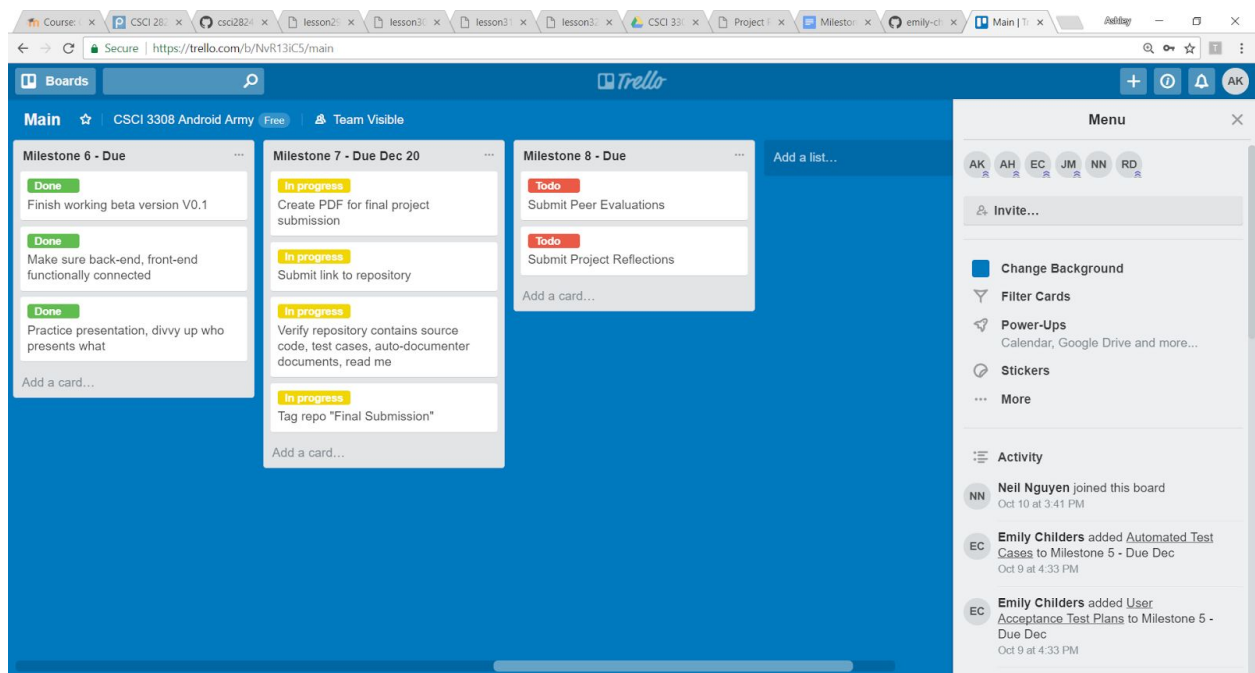 Course: CSCI 282 csci2824 lesson29 lesson30 lesson31 lesson32 CSCI 330 Project Mileston emily-ch Main | Tr Ashley
Secure | https://trello.com/b/NvR13iC5/main
Boards Trello AK
Main CSCI 3308 Android Army Free Team Visible
Milestone 6 - Due
Done
Finish working beta version V0.1
Done
Make sure back-end, front-end
functionally connected
Done
Practice presentation, divvy up who
presents what
Add a card…
Milestone 7 - Due Dec 20
In progress
Create PDF for final project
submission
In progress
Submit link to repository
In progress
Verify repository contains source
code, test cases, auto-documenter
documents, read me
In progress
Tag repo "Final Submission"
Add a card…
Milestone 8 - Due
Todo
Submit Peer Evaluations
Todo
Submit Project Reflections
Add a card…
Add a list…
Menu
AK AH EC JM NN RD
Invite…
Change Background
Filter Cards
Power-Ups
Calendar, Google Drive and more…
Stickers
More
Activity
NN Neil Nguyen joined this board
Oct 10 at 3:41 PM
EC Emily Childers added Automated Test
Cases to Milestone 5 - Due Dec
Oct 9 at 4:33 PM
EC Emily Childers added User
Acceptance Test Plans to Milestone 5 -
Due Dec
Oct 9 at 4:33 PM